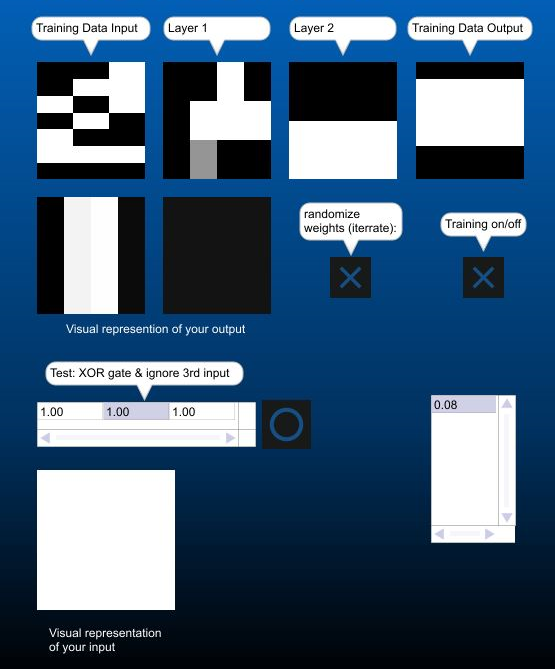 Training Data Input
Layer 1
Layer 2
Training Data Output
randomize
weights (iterrate):
Training on/off
Visual represention of your output
Test: XOR gate & ignore 3rd input
1.00 1.00 1.00
0.08
Visual representation
of your input